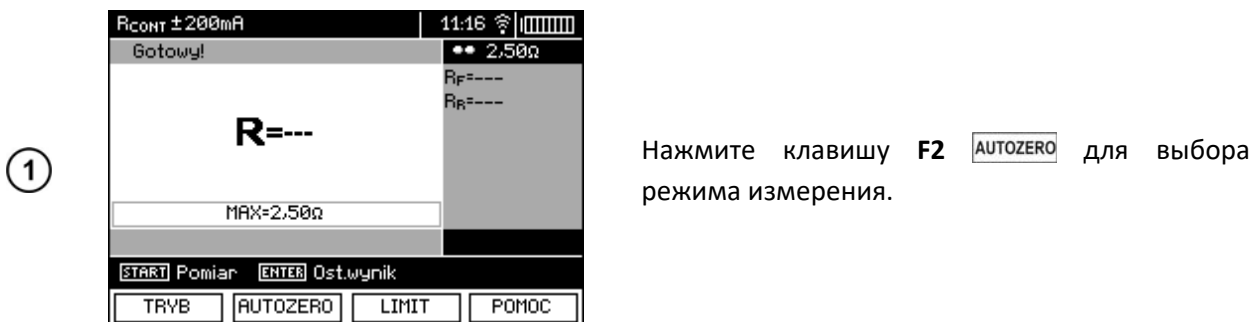 RCONT ±200mA 11:16
Gotowy! 2,50Ω
RF=---
RR=---
R=---
MAX=2,50Ω
START Pomiar ENTER Ost.wynik
TRYB AUTOZERO LIMIT POMOC
1
Нажмите клавишу F2 AUTOZERO для выбора
режима измерения.